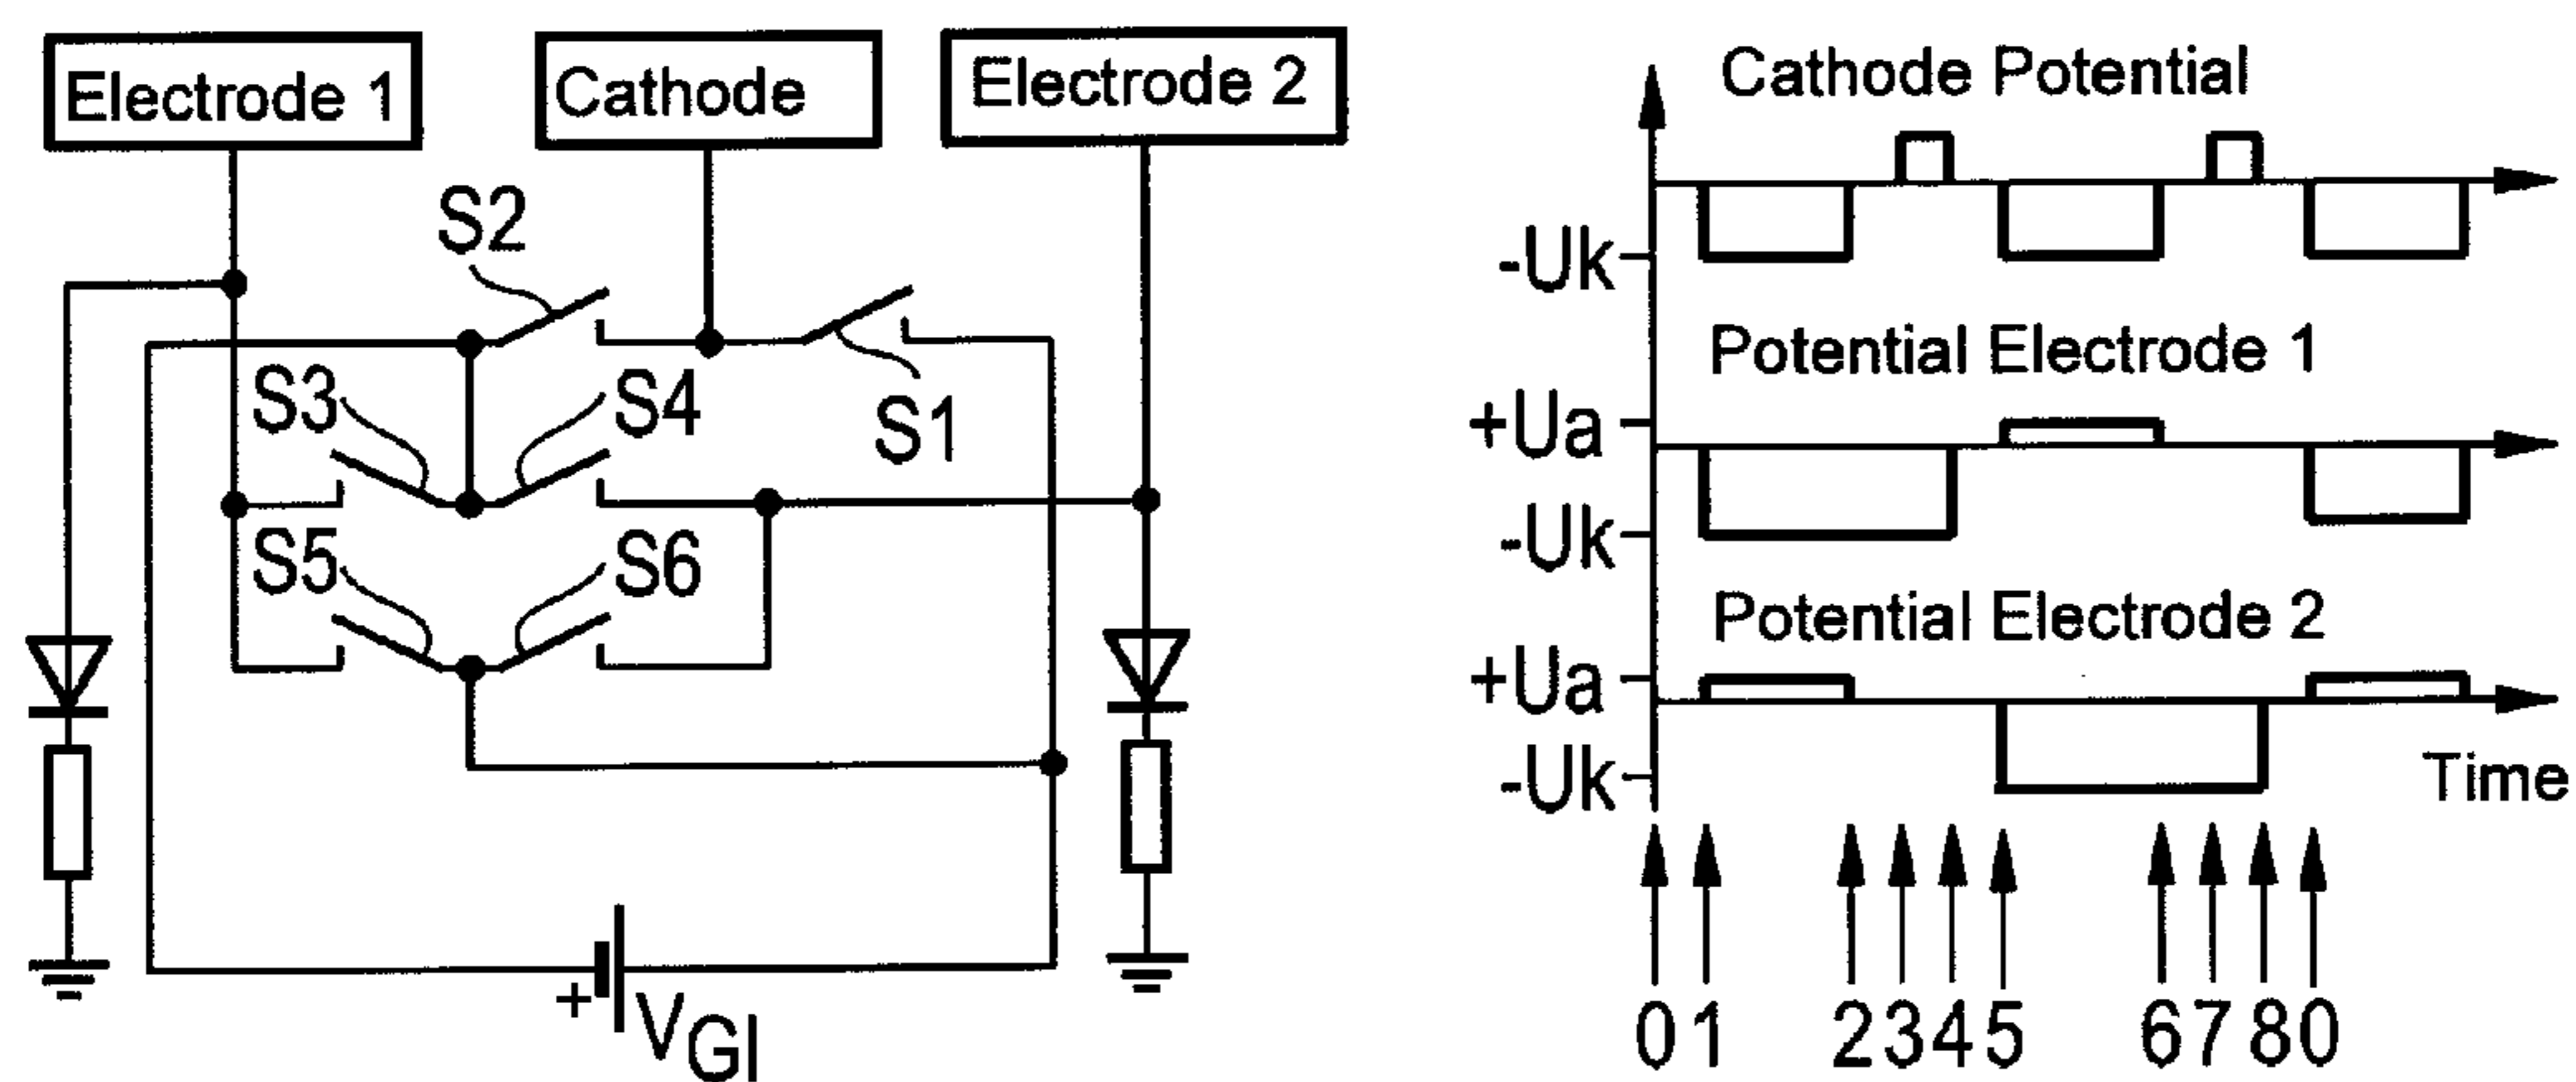 Electrode 1
Cathode
Electrode 2
S2
S3
S4
S1
S5
S6
+
VGI
Cathode Potential
-Uk
Potential Electrode 1
+Ua
-Uk
Potential Electrode 2
+Ua
-Uk
Time
0 1 2 3 4 5 6 7 8 0